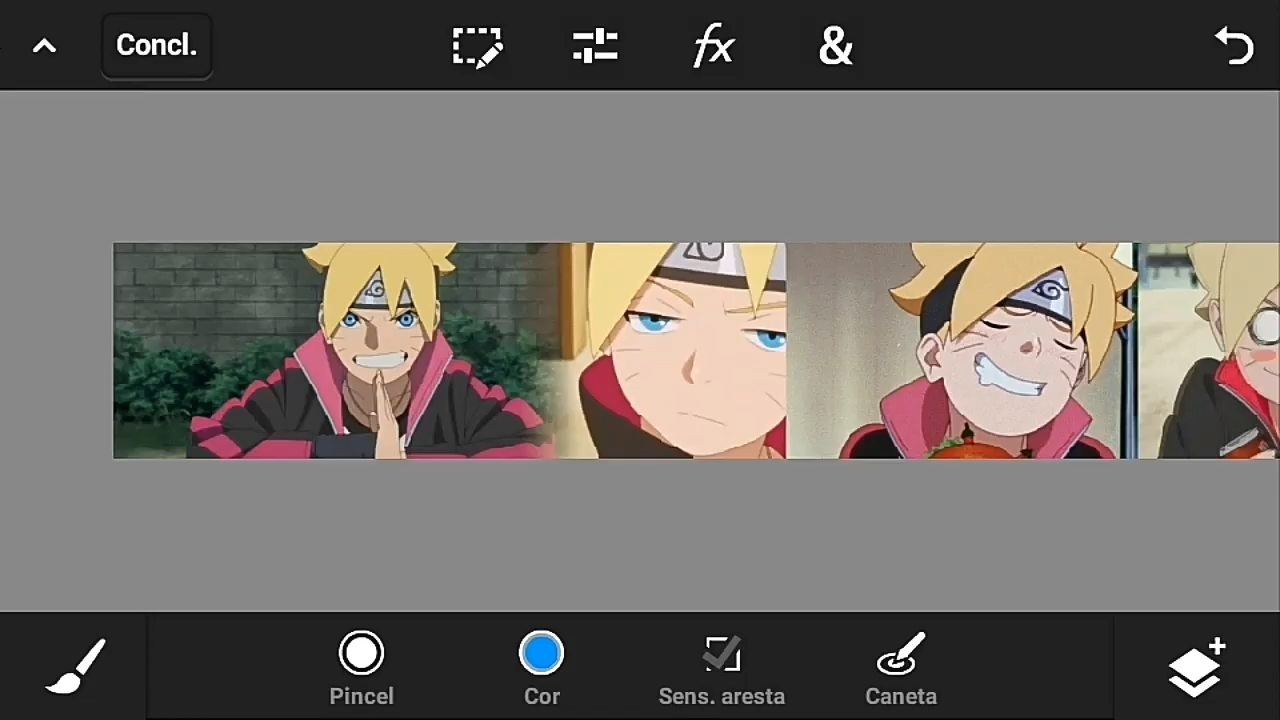 Concl.
fx
&
Pincel
Cor
Sens. aresta
Caneta